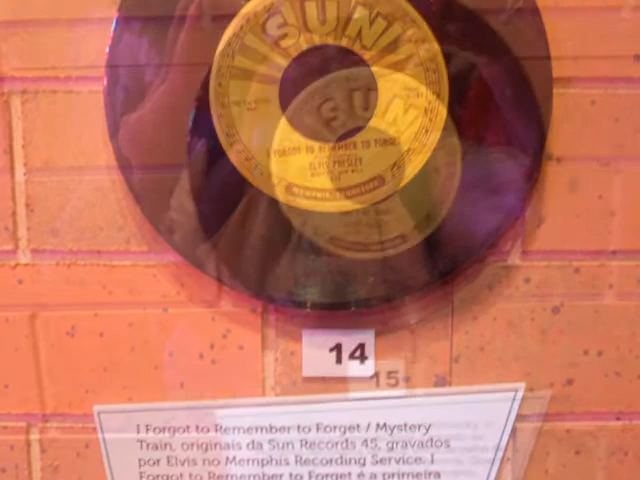 SUN
SUN
I FORGOT TO REMEMBER TO FORGET
ELVIS PRESLEY
MEMPHIS, TENNESSEE
14
15
I Forgot to Remember to Forget / Mystery
Train, originais da Sun Records 45, gravados
por Elvis no Memphis Recording Service. I
Forgot to Remember to Forget é a primeira